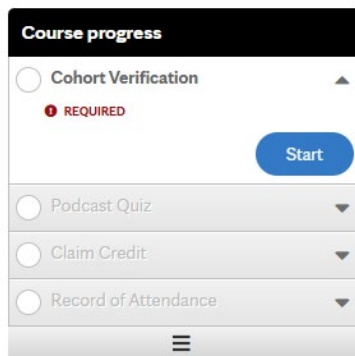 Course progress
Cohort Verification
REQUIRED
Start
Podcast Quiz
Claim Credit
Record of Attendance